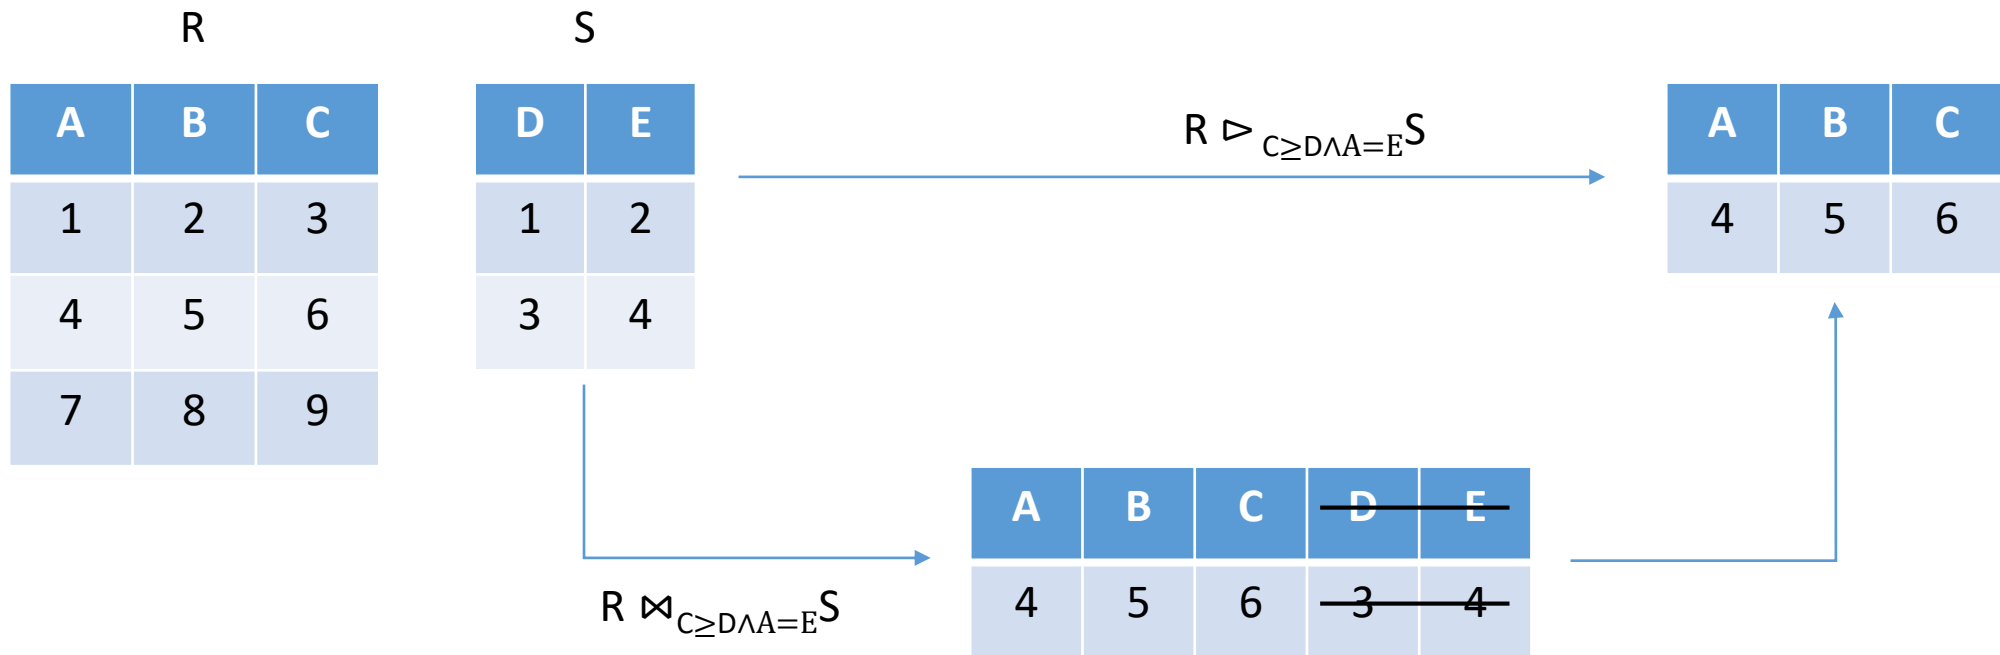 R
S
A B C
1 2 3
4 5 6
7 8 9
D E
1 2
3 4
R ⊳ C≥D∧A=E S
A B C
4 5 6
R ⋈ C≥D∧A=E S
A B C D E
4 5 6 3 4